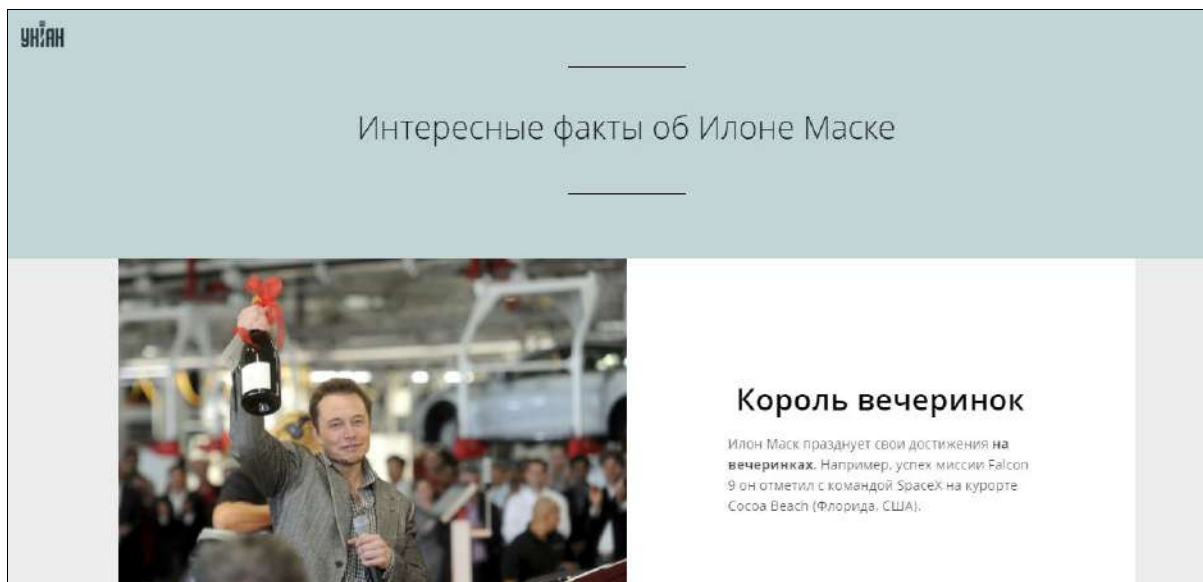 УНІАН
Интересные факты об Илоне Маске
Король вечеринок
Илон Маск празднует свои достижения на
вечеринках. Например, успех миссии Falcon
9 он отметил с командой SpaceX на курорте
Cocoa Beach (Флорида, США).